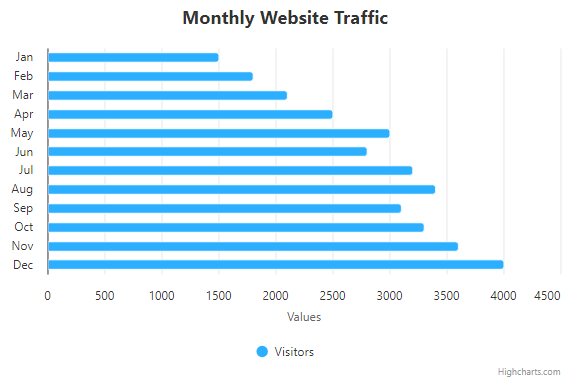 Monthly Website Traffic
Jan
Feb
Mar
Apr
May
Jun
Jul
Aug
Sep
Oct
Nov
Dec
0 500 1000 1500 2000 2500 3000 3500 4000 4500
Values
Visitors
Highcharts.com